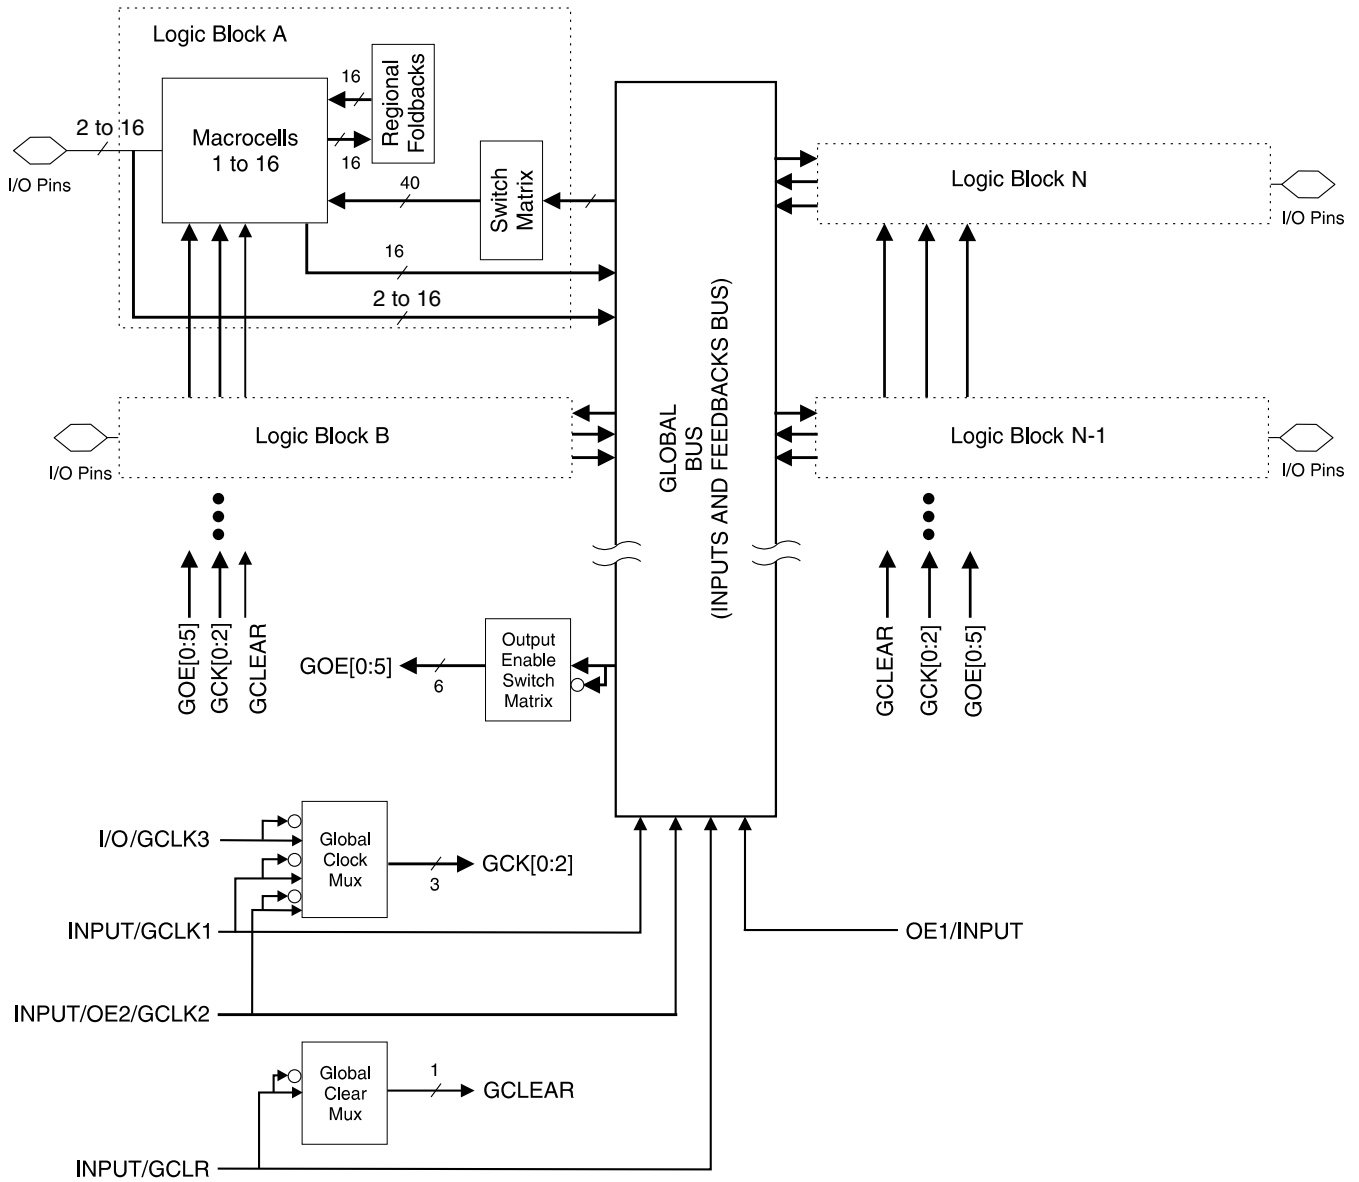 Logic Block A
Macrocells
1 to 16
16
16
Regional
Foldbacks
2 to 16
I/O Pins
40
Switch
Matrix
16
2 to 16
Logic Block N
I/O Pins
Logic Block B
I/O Pins
GLOBAL
BUS
(INPUTS AND FEEDBACKS BUS)
Logic Block N-1
I/O Pins
GOE[0:5]
GCK[0:2]
GCLEAR
GOE[0:5]
6
Output
Enable
Switch
Matrix
GCLEAR
GCK[0:2]
GOE[0:5]
I/O/GCLK3
Global
Clock
Mux
3
GCK[0:2]
INPUT/GCLK1
OE1/INPUT
INPUT/OE2/GCLK2
Global
Clear
Mux
1
GCLEAR
INPUT/GCLR